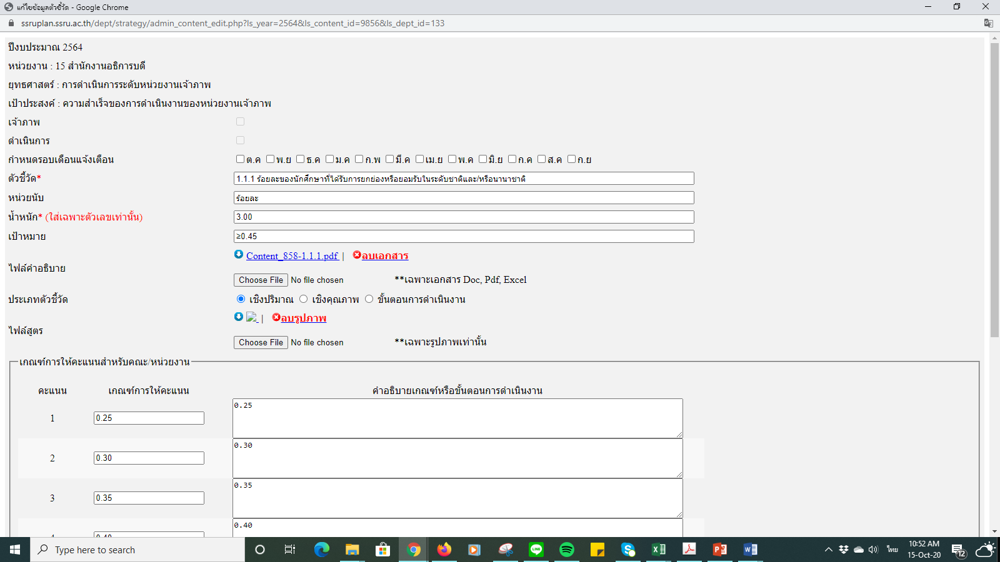 แก้ไขข้อมูลตัวชี้วัด - Google Chrome
ssruplan.ssru.ac.th/dept/strategy/admin_content_edit.php?ls_year=2564&ls_content_id=9856&ls_dept_id=133
ปีงบประมาณ 2564
หน่วยงาน : 15 สำนักงานอธิการบดี
ยุทธศาสตร์ : การดำเนินการระดับหน่วยงานเจ้าภาพ
เป้าประสงค์ : ความสำเร็จของการดำเนินงานของหน่วยงานเจ้าภาพ
เจ้าภาพ
ดำเนินการ
กำหนดรอบเดือนแจ้งเตือน ต.ค พ.ย ธ.ค ม.ค ก.พ มี.ค เม.ย พ.ค มิ.ย ก.ค ส.ค ก.ย
ตัวชี้วัด* 1.1.1 ร้อยละของนักศึกษาที่ได้รับการยกย่องหรือยอมรับในระดับชาติและ/หรือนานาชาติ
หน่วยนับ ร้อยละ
น้ำหนัก* (ใส่เฉพาะตัวเลขเท่านั้น) 3.00
เป้าหมาย ≥0.45
Content_858-1.1.1.pdf | ลบเอกสาร
ไฟล์คำอธิบาย
Choose File No file chosen **เฉพาะเอกสาร Doc, Pdf, Excel
ประเภทตัวชี้วัด เชิงปริมาณ เชิงคุณภาพ ขั้นตอนการดำเนินงาน
| ลบรูปภาพ
ไฟล์สูตร
Choose File No file chosen **เฉพาะรูปภาพเท่านั้น
เกณฑ์การให้คะแนนสำหรับคณะ/หน่วยงาน
คะแนน เกณฑ์การให้คะแนน คำอธิบายเกณฑ์หรือขั้นตอนการดำเนินงาน
1 0.25 0.25
2 0.30 0.30
3 0.35 0.35
4 0.40 0.40
Type here to search
ไทย
10:52 AM
15-Oct-20
12